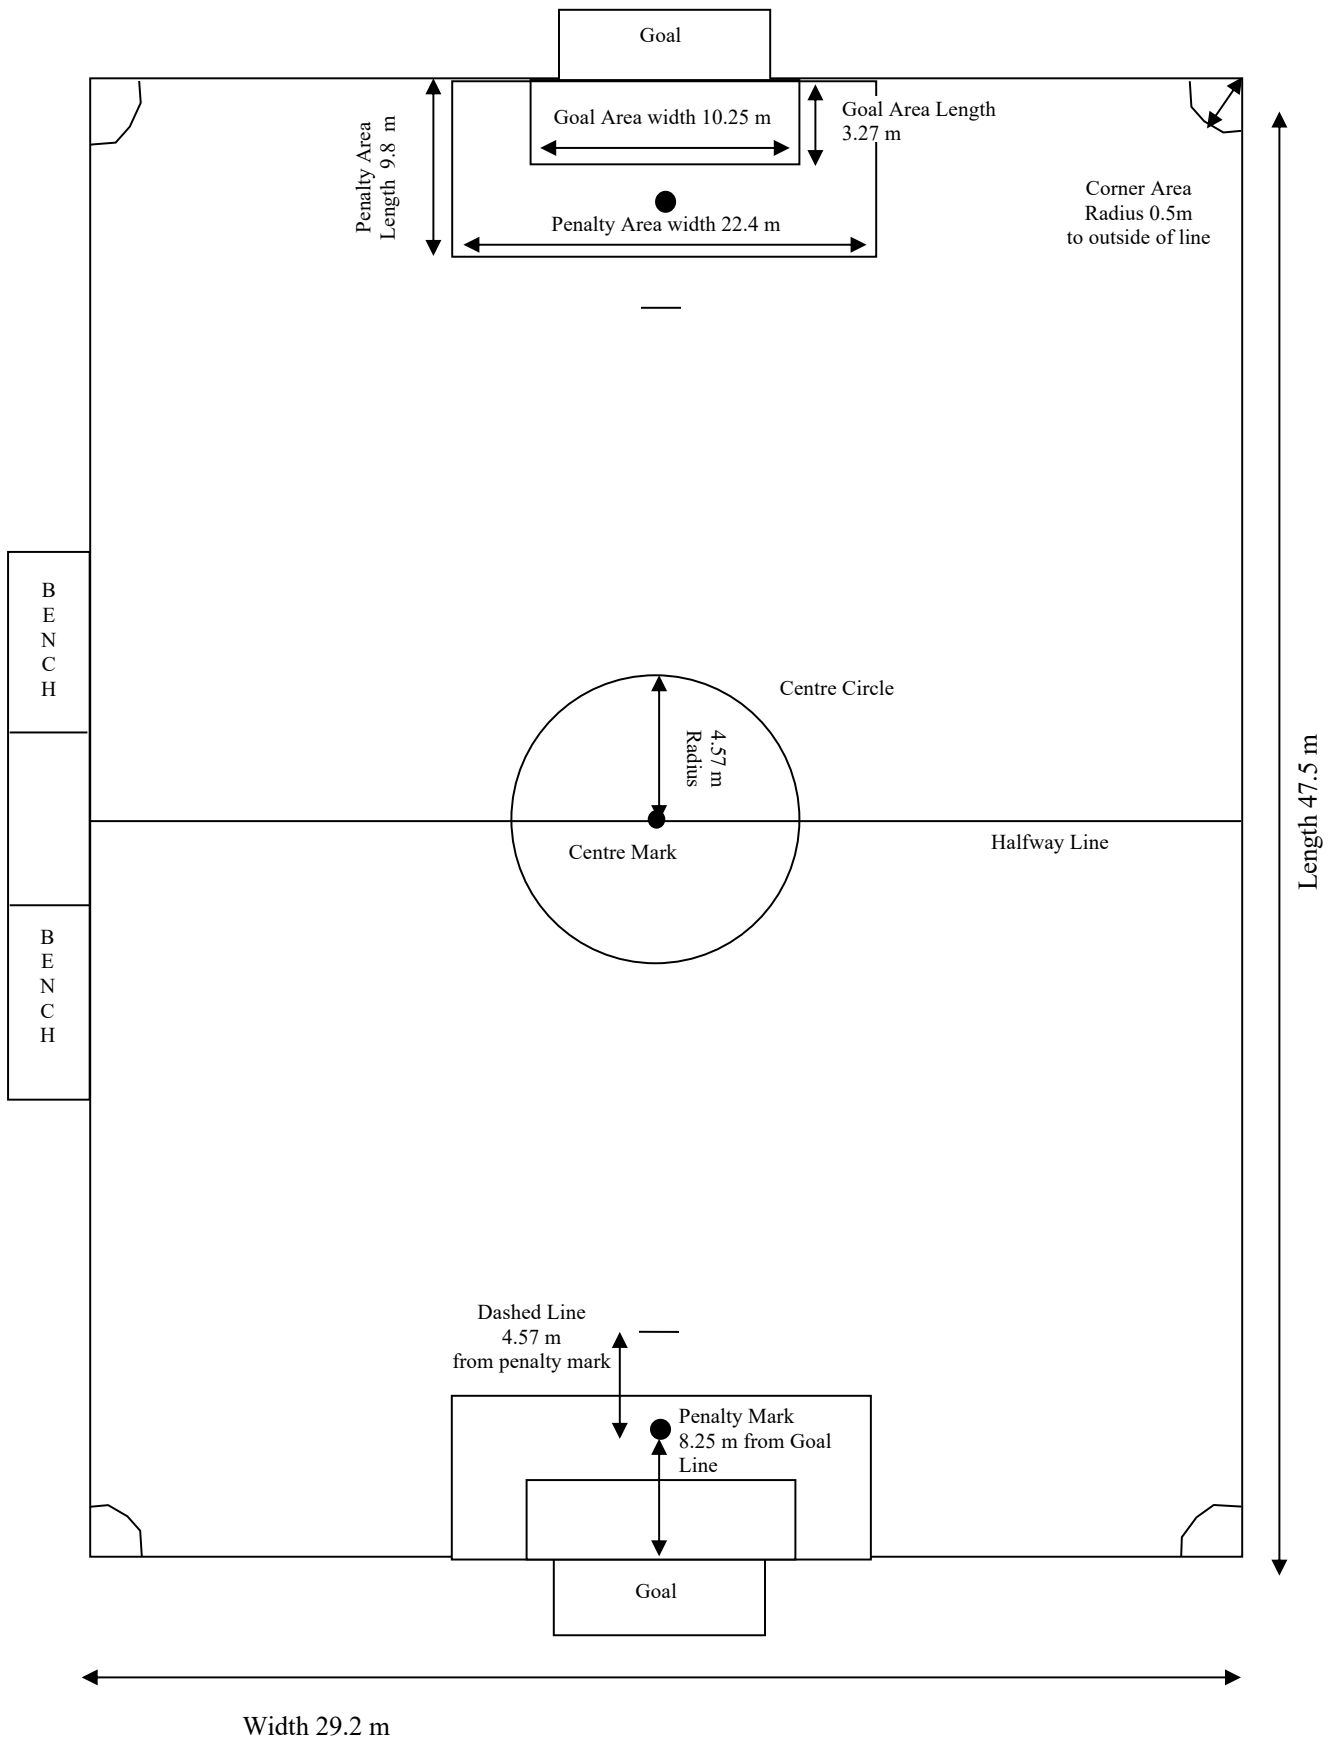 Goal
Goal Area width 10.25 m
Goal Area Length
3.27 m
Penalty Area
Length  9.8  m
Penalty Area width 22.4 m
Corner Area
Radius 0.5m
to outside of line
B
E
N
C
H
Centre Circle
4.57 m
Radius
Length 47.5 m
Halfway Line
Centre Mark
B
E
N
C
H
Dashed Line
4.57 m
from penalty mark
Penalty Mark
8.25 m from Goal
Line
Goal
Width 29.2 m